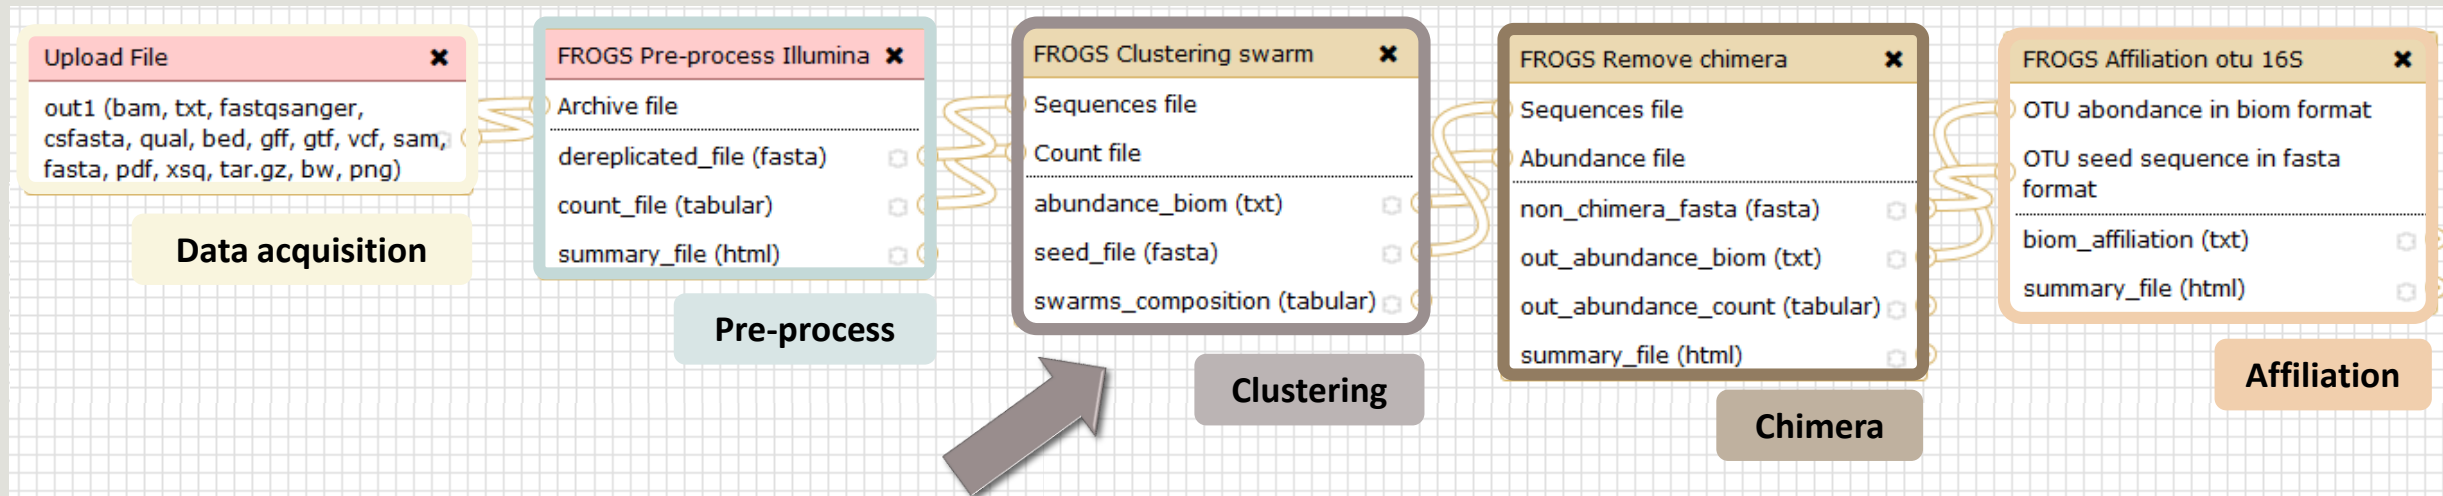 Upload File
out1 (bam, txt, fastqsanger,
csfasta, qual, bed, gff, gtf, vcf, sam,
fasta, pdf, xsq, tar.gz, bw, png)
Data acquisition
FROGS Pre-process Illumina
Archive file
dereplicated_file (fasta)
count_file (tabular)
summary_file (html)
Pre-process
FROGS Clustering swarm
Sequences file
Count file
abundance_biom (txt)
seed_file (fasta)
swarms_composition (tabular)
Clustering
FROGS Remove chimera
Sequences file
Abundance file
non_chimera_fasta (fasta)
out_abundance_biom (txt)
out_abundance_count (tabular)
summary_file (html)
Chimera
FROGS Affiliation otu 16S
OTU abondance in biom format
OTU seed sequence in fasta
format
biom_affiliation (txt)
summary_file (html)
Affiliation